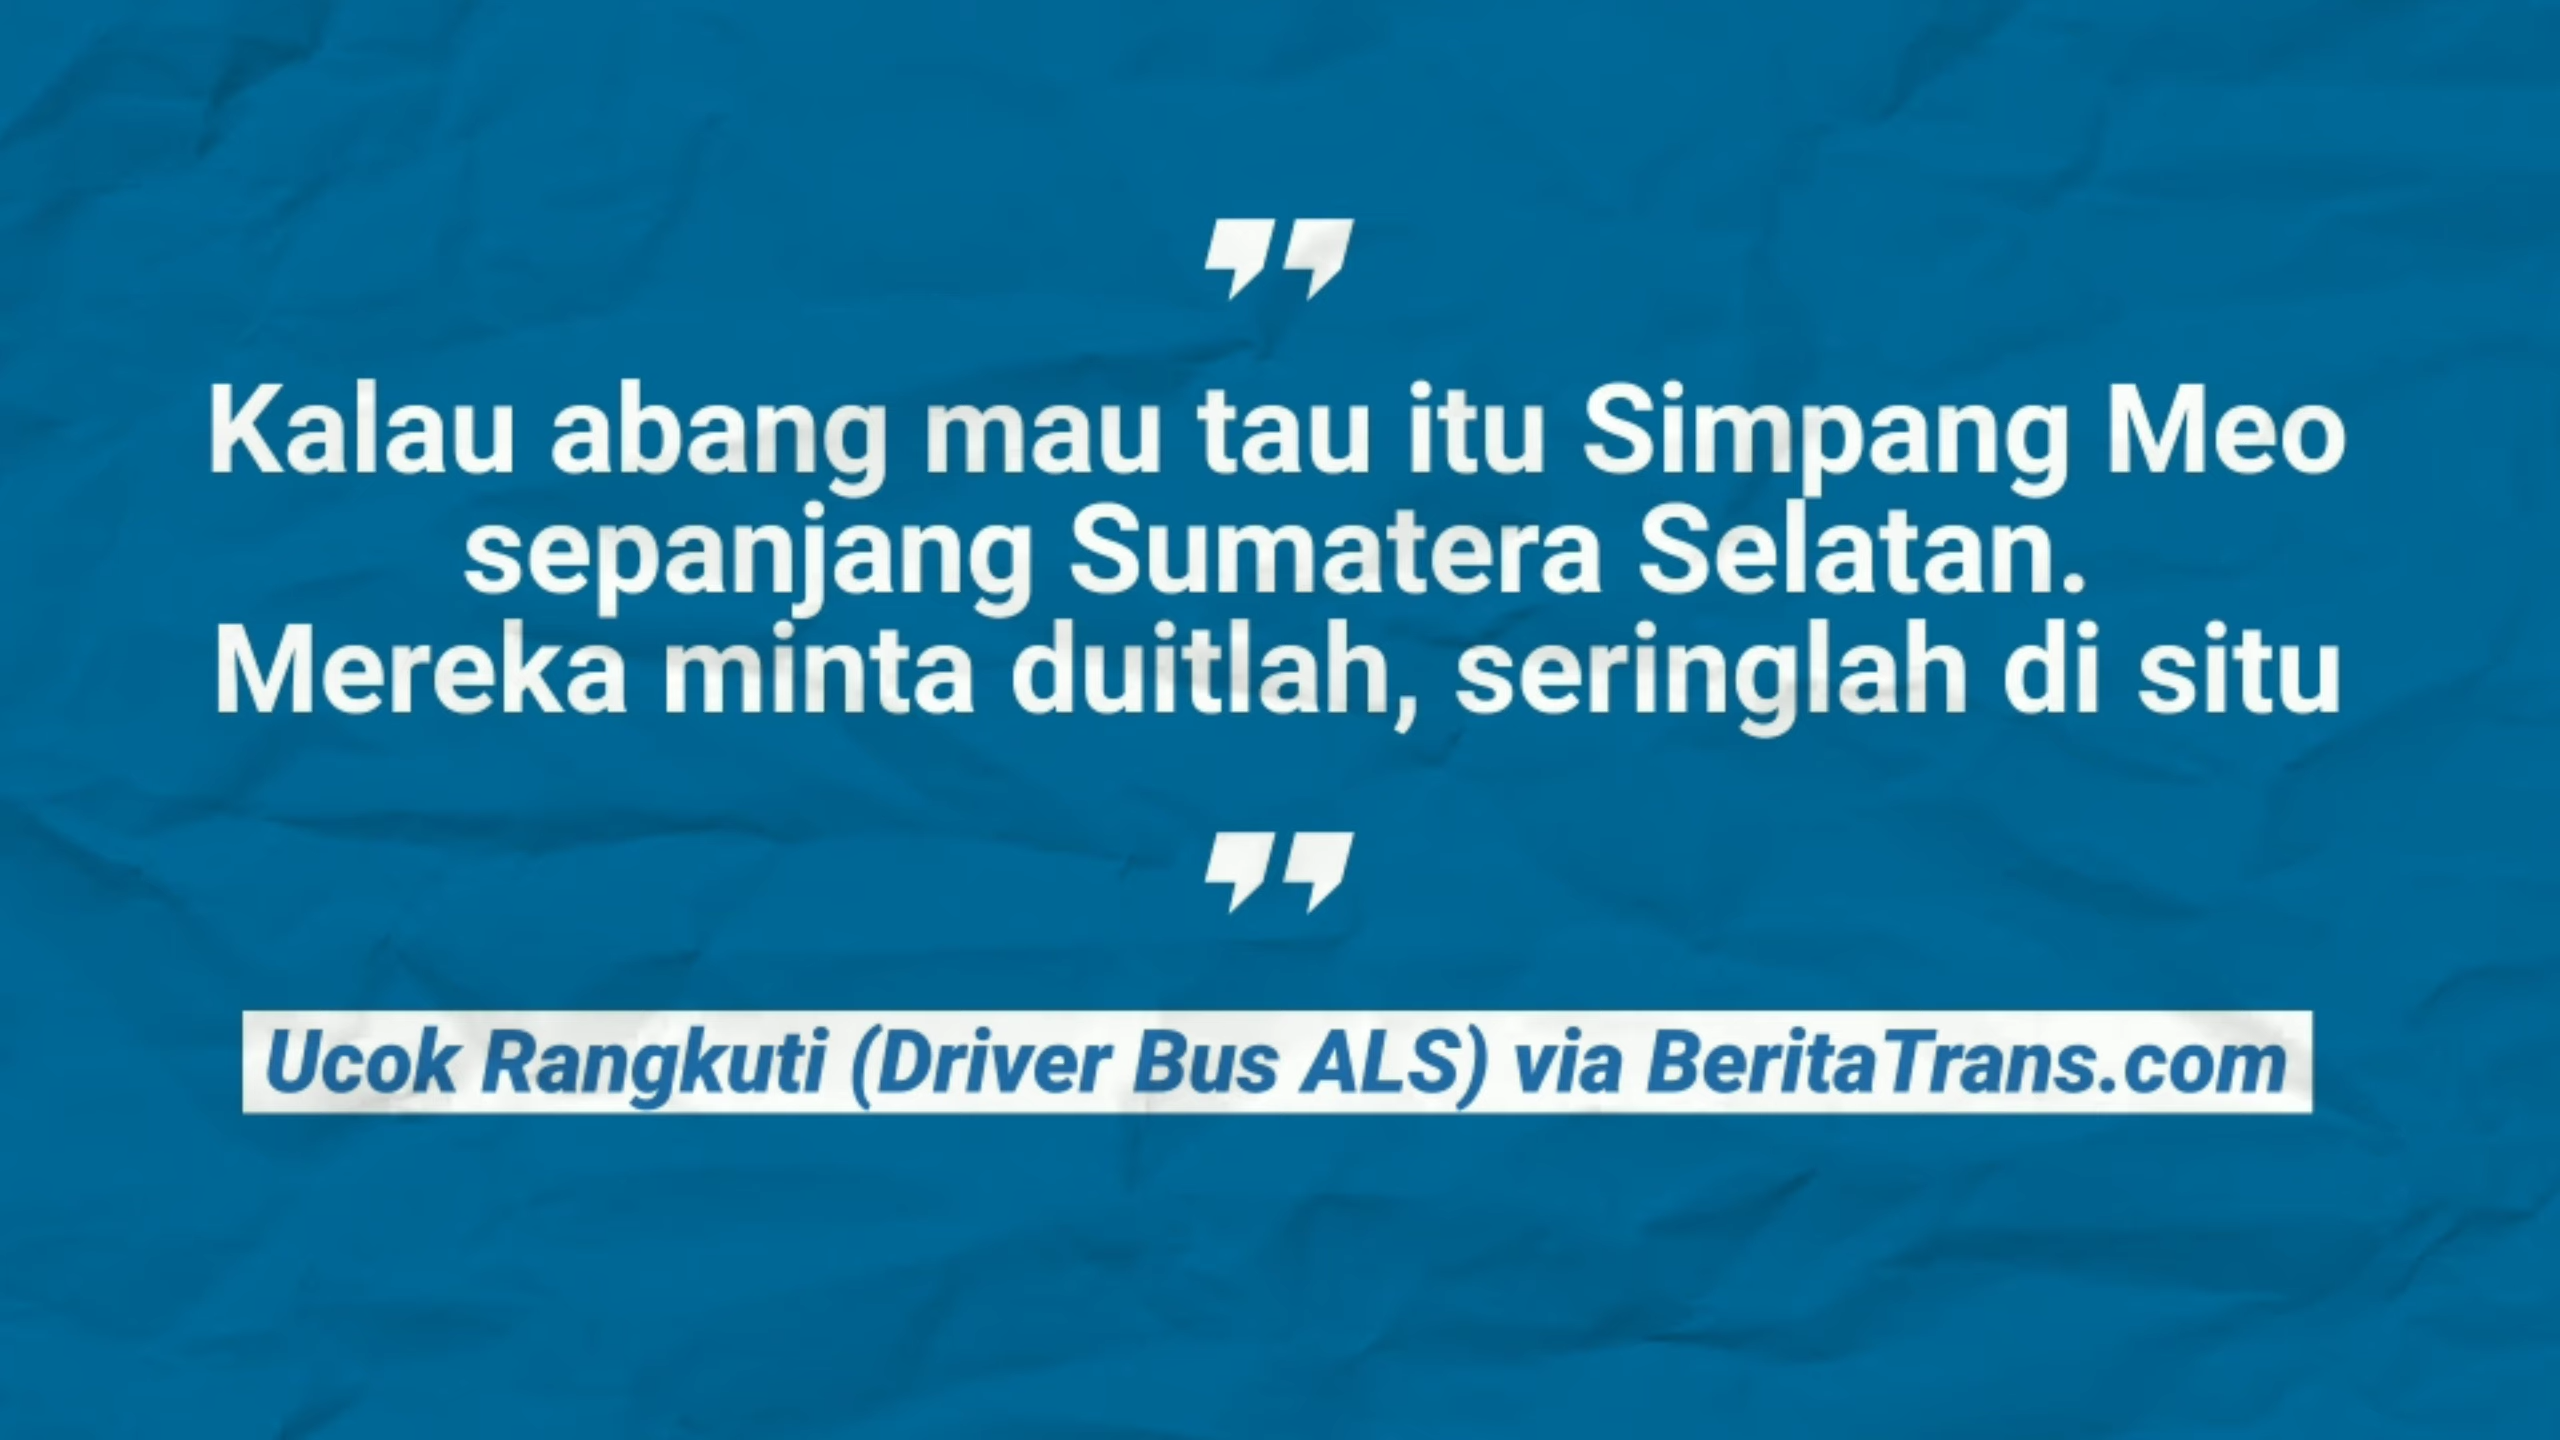 "
Kalau abang mau tau itu Simpang Meo
sepanjang Sumatera Selatan.
Mereka minta duitlah, seringlah di situ
"
Ucok Rangkuti (Driver Bus ALS) via BeritaTrans.com